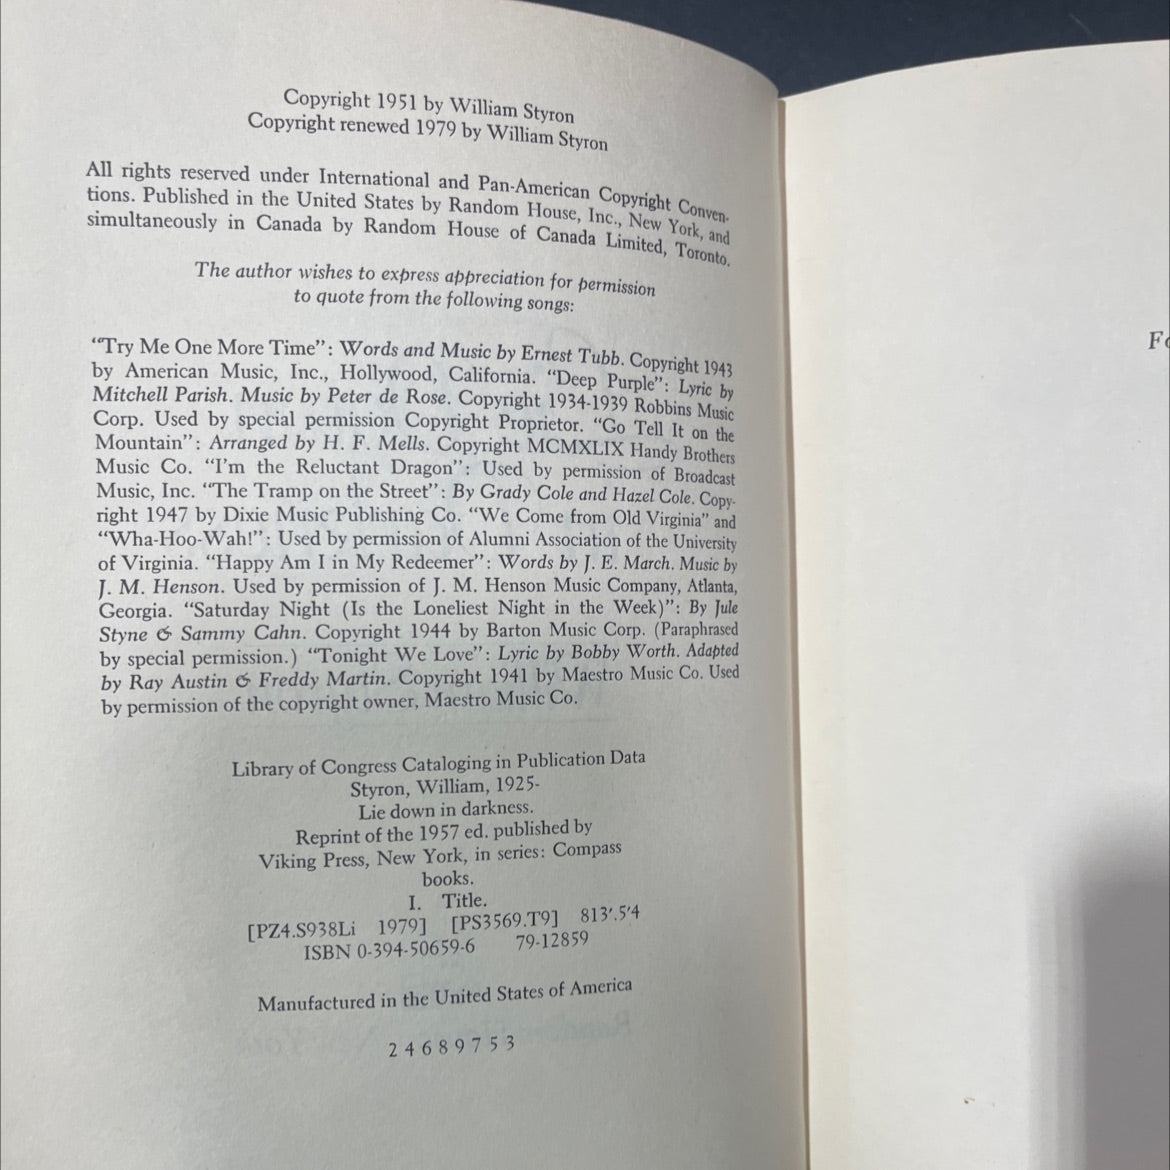 Copyright 1951 by William Styron
Copyright renewed 1979 by William Styron
All rights reserved under International and Pan-American Copyright Conven-
tions. Published in the United States by Random House, Inc., New York, and
simultaneously in Canada by Random House of Canada Limited, Toronto.
The author wishes to express appreciation for permission
to quote from the following songs:
"Try Me One More Time": Words and Music by Ernest Tubb. Copyright 1943
by American Music, Inc., Hollywood, California. "Deep Purple": Lyric by
Mitchell Parish. Music by Peter de Rose. Copyright 1934-1939 Robbins Music
Corp. Used by special permission Copyright Proprietor. "Go Tell It on the
Mountain": Arranged by H. F. Mells. Copyright MCMXLIX Handy Brothers
Music Co. "I'm the Reluctant Dragon": Used by permission of Broadcast
Music, Inc. "The Tramp on the Street": By Grady Cole and Hazel Cole. Copy-
right 1947 by Dixie Music Publishing Co. "We Come from Old Virginia" and
"Wha-Hoo-Wah!": Used by permission of Alumni Association of the University
of Virginia. "Happy Am I in My Redeemer": Words by J. E. March. Music by
J. M. Henson. Used by permission of J. M. Henson Music Company, Atlanta,
Georgia. "Saturday Night (Is the Loneliest Night in the Week)": By Jule
Styne & Sammy Cahn. Copyright 1944 by Barton Music Corp. (Paraphrased
by special permission.) "Tonight We Love": Lyric by Bobby Worth. Adapted
by Ray Austin & Freddy Martin. Copyright 1941 by Maestro Music Co. Used
by permission of the copyright owner, Maestro Music Co.
Library of Congress Cataloging in Publication Data
Styron, William, 1925-
Lie down in darkness.
Reprint of the 1957 ed. published by
Viking Press, New York, in series: Compass
books.
I. Title.
[PZ4.S938Li 1979] [PS3569.T9] 813'.5'4
ISBN 0-394-50659-6 79-12859
Manufactured in the United States of America
2 4 6 8 9 7 5 3